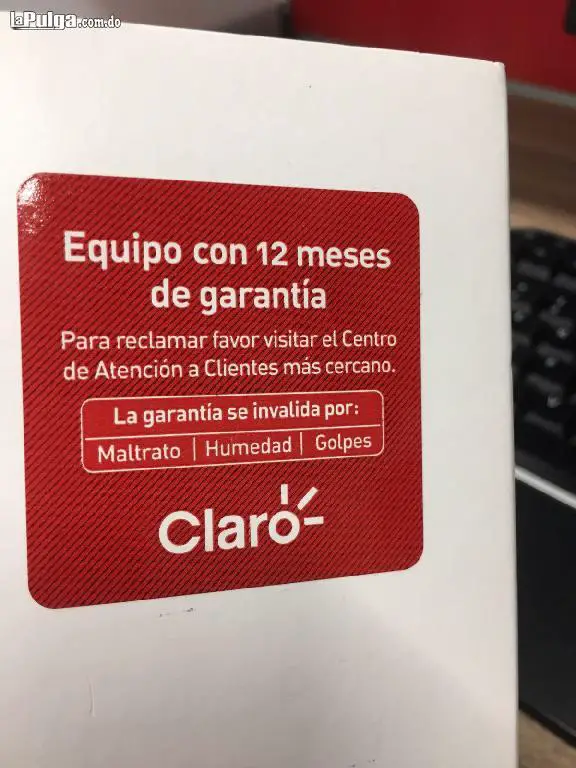 laPulga.com.do
Equipo con 12 meses
de garantía
Para reclamar favor visitar el Centro
de Atención a Clientes más cercano.
La garantía se invalida por:
Maltrato | Humedad | Golpes
Claro